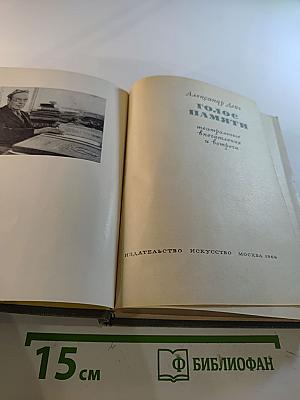 Александр Дейч
ГОЛОС
ПАМЯТИ
театральные
впечатления
и встречи
ИЗДАТЕЛЬСТВО ИСКУССТВО МОСКВА 1966
15 см
Ф БИБЛИОФАН